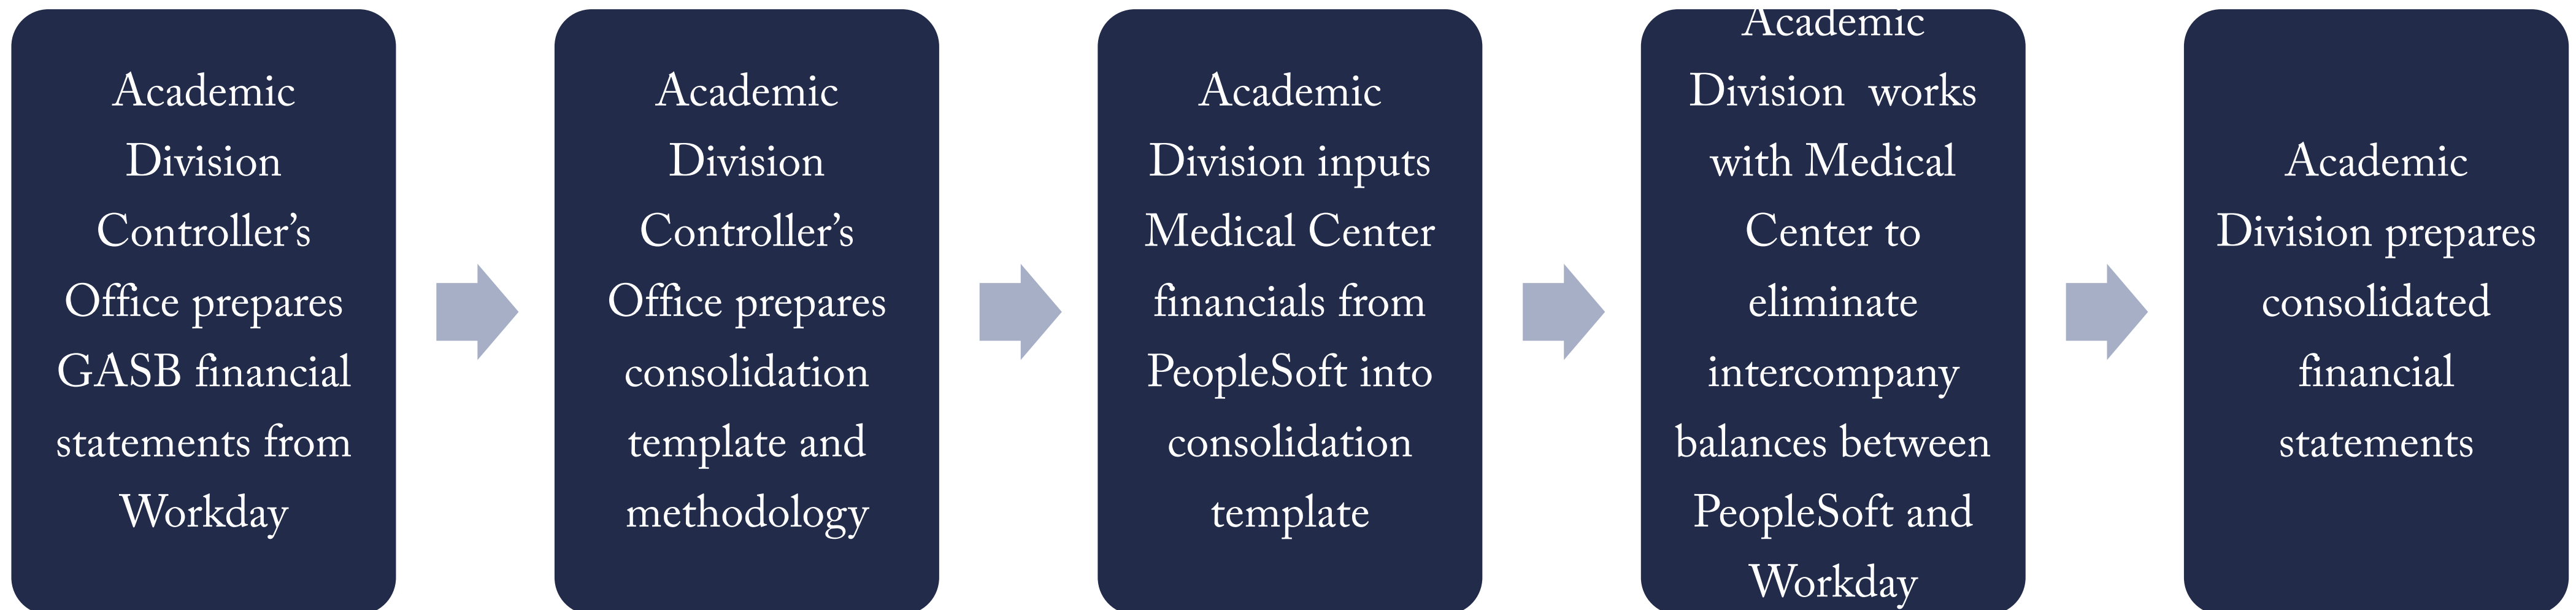 Academic
Division
Controller’s
Office prepares
GASB financial
statements from
Workday
Academic
Division
Controller’s
Office prepares
consolidation
template and
methodology
Academic
Division inputs
Medical Center
financials from
PeopleSoft into
consolidation
template
Academic
Division  works
with Medical
Center to
eliminate
intercompany
balances between
PeopleSoft and
Workday
Academic
Division prepares
consolidated
financial
statements